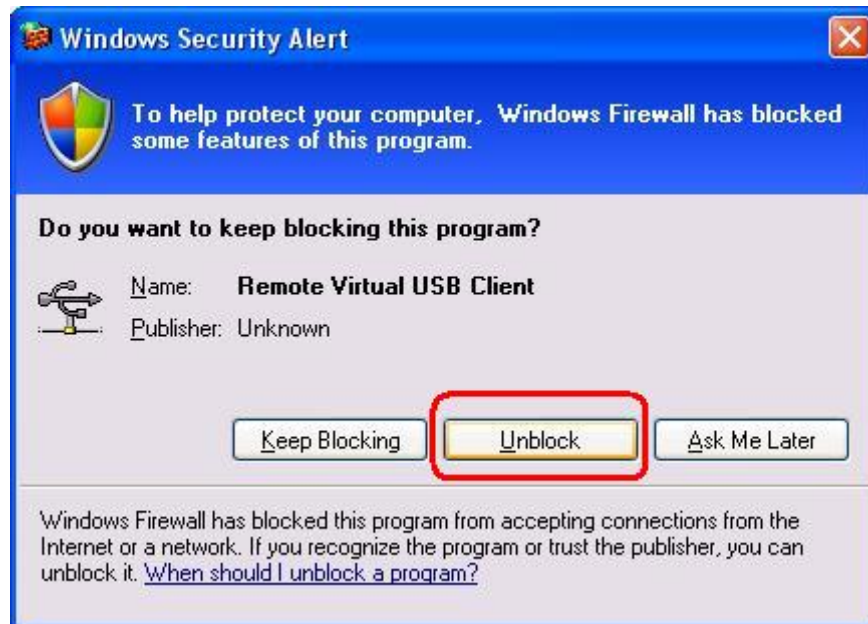 Windows Security Alert
To help protect your computer, Windows Firewall has blocked
some features of this program.
Do you want to keep blocking this program?
Name: Remote Virtual USB Client
Publisher: Unknown
Keep Blocking Unblock Ask Me Later
Windows Firewall has blocked this program from accepting connections from the
Internet or a network. If you recognize the program or trust the publisher, you can
unblock it. When should I unblock a program?